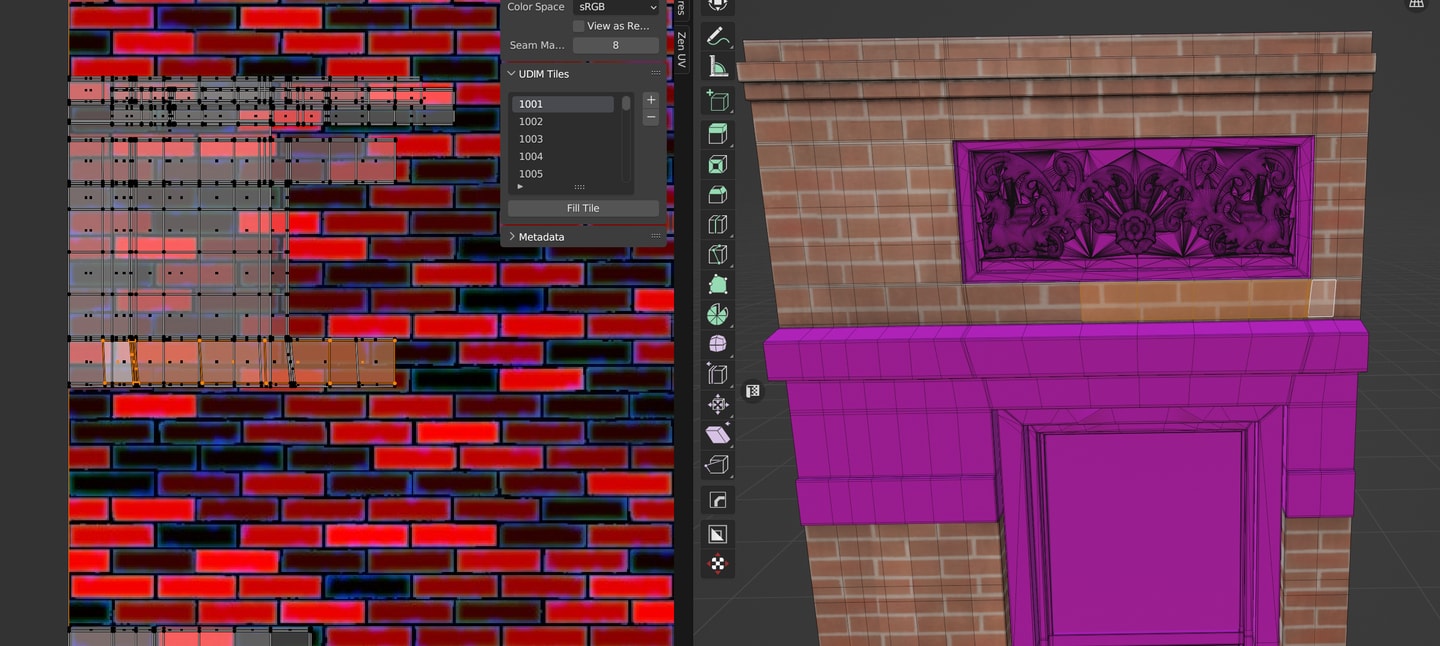 Color Space sRGB
View as Re...
Seam Ma... 8
UDIM Tiles
1001
1002
1003
1004
1005
Fill Tile
Metadata
Zen UV